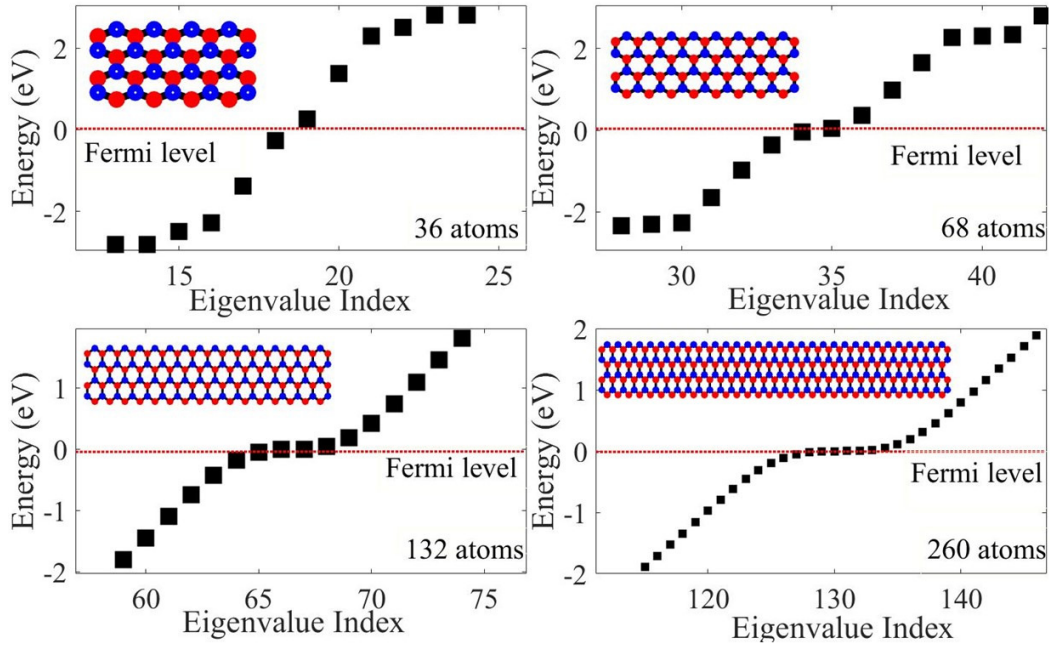 Energy (eV)
2
0
-2
Fermi level
36 atoms
15
20
25
Eigenvalue Index
Energy (eV)
2
0
-2
Fermi level
68 atoms
30
35
40
Eigenvalue Index
Energy (eV)
2
1
0
-1
-2
Fermi level
132 atoms
60
65
70
75
Eigenvalue Index
Energy (eV)
2
1
0
-1
-2
Fermi level
260 atoms
120
130
140
Eigenvalue Index